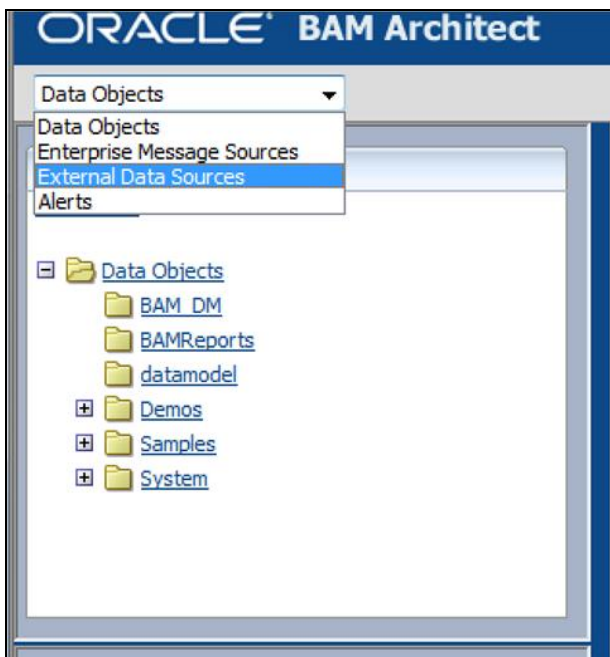 ORACLE BAM Architect
Data Objects
Data Objects
Enterprise Message Sources
External Data Sources
Alerts
Data Objects
BAM_DM
BAMReports
datamodel
Demos
Samples
System